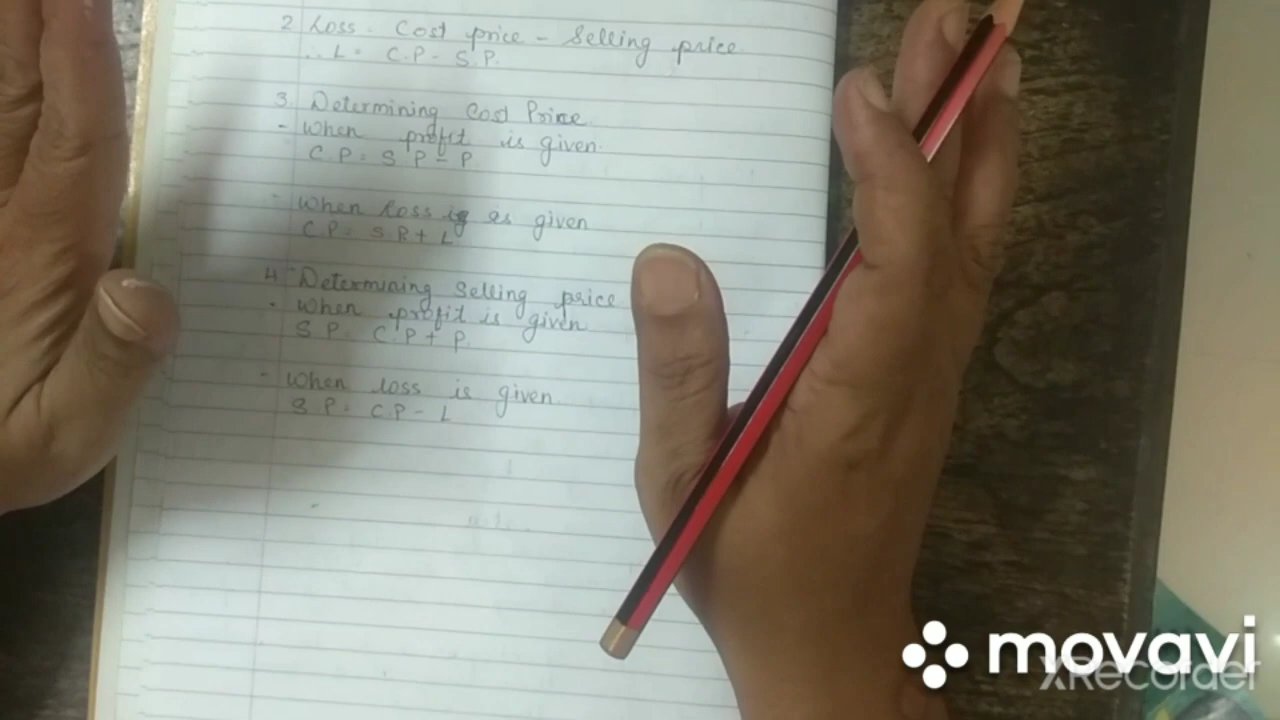 2 Loss = Cost price - Selling price
∴ L = C.P - S.P.
3. Determining Cost Price.
- When profit is given.
C.P = S.P - P.
- When loss is given
C.P = S.P + L.
4. Determining Selling price
- When profit is given
S.P = C.P + P.
- When loss is given.
S.P = C.P - L
movavi
XRecorder